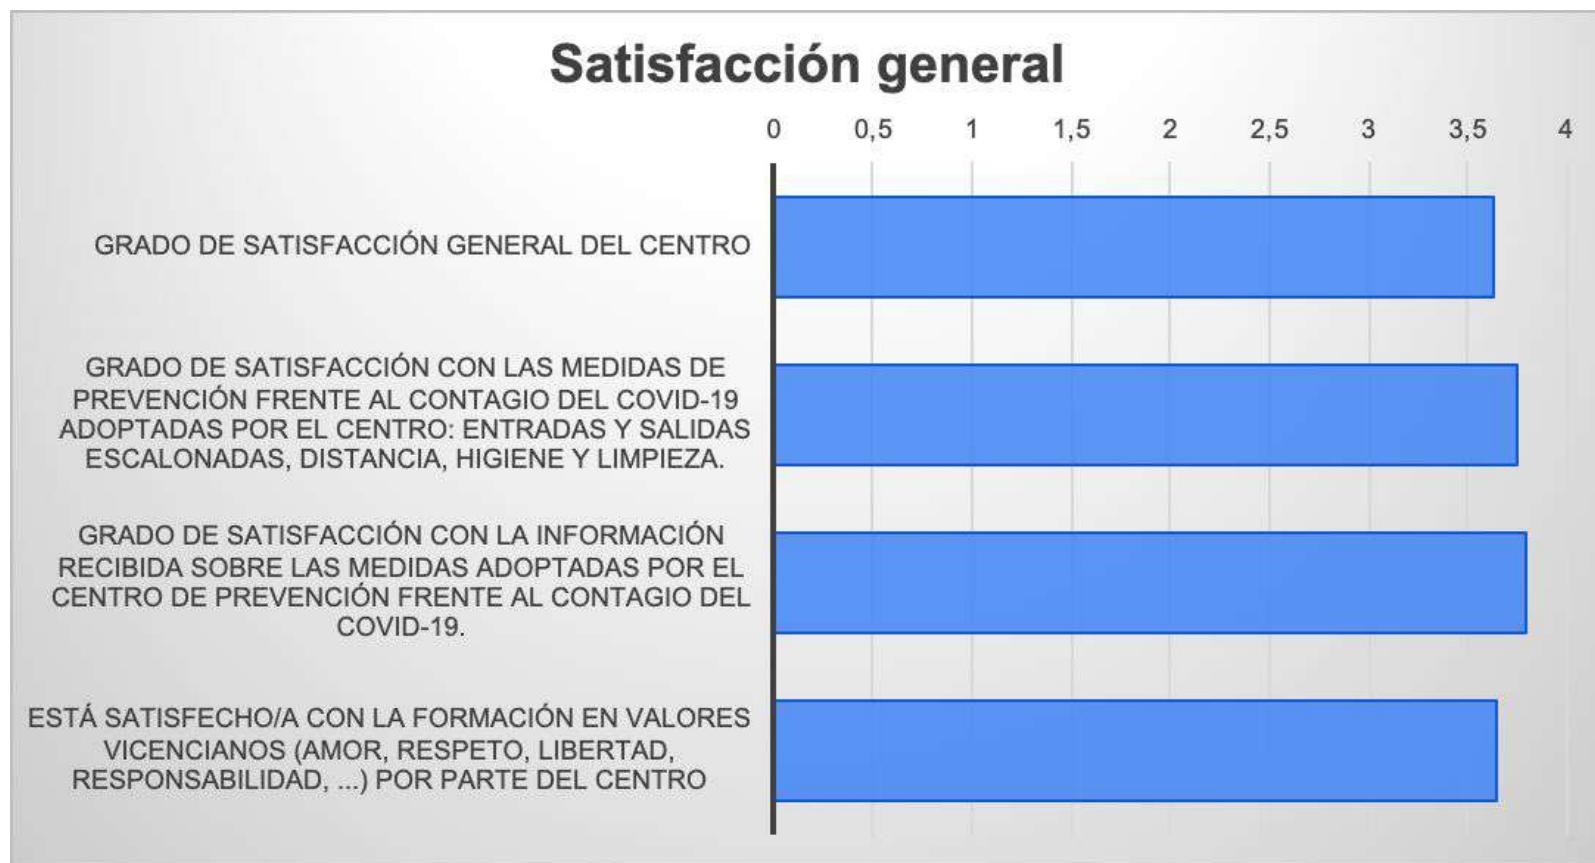 Satisfacción general
0 0,5 1 1,5 2 2,5 3 3,5 4
GRADO DE SATISFACCIÓN GENERAL DEL CENTRO
GRADO DE SATISFACCIÓN CON LAS MEDIDAS DE
PREVENCIÓN FRENTE AL CONTAGIO DEL COVID-19
ADOPTADAS POR EL CENTRO: ENTRADAS Y SALIDAS
ESCALONADAS, DISTANCIA, HIGIENE Y LIMPIEZA.
GRADO DE SATISFACCIÓN CON LA INFORMACIÓN
RECIBIDA SOBRE LAS MEDIDAS ADOPTADAS POR EL
CENTRO DE PREVENCIÓN FRENTE AL CONTAGIO DEL
COVID-19.
ESTÁ SATISFECHO/A CON LA FORMACIÓN EN VALORES
VICENCIANOS (AMOR, RESPETO, LIBERTAD,
RESPONSABILIDAD, ...) POR PARTE DEL CENTRO